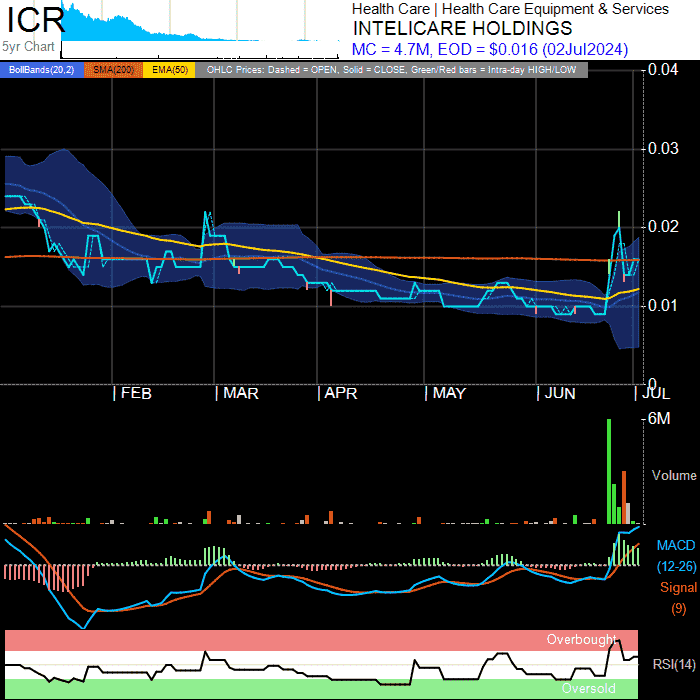 ICR
5yr Chart
Health Care | Health Care Equipment & Services
INTELICARE HOLDINGS
MC = 4.7M, EOD = $0.016 (02Jul2024)
BollBands(20,2) SMA(200) EMA(50) OHLC Prices: Dashed = OPEN, Solid = CLOSE, Green/Red bars = Intra-day HIGH/LOW
0.04
0.03
0.02
0.01
0
FEB MAR APR MAY JUN JUL
6M
Volume
MACD
(12-26)
Signal
(9)
Overbought
RSI(14)
Oversold